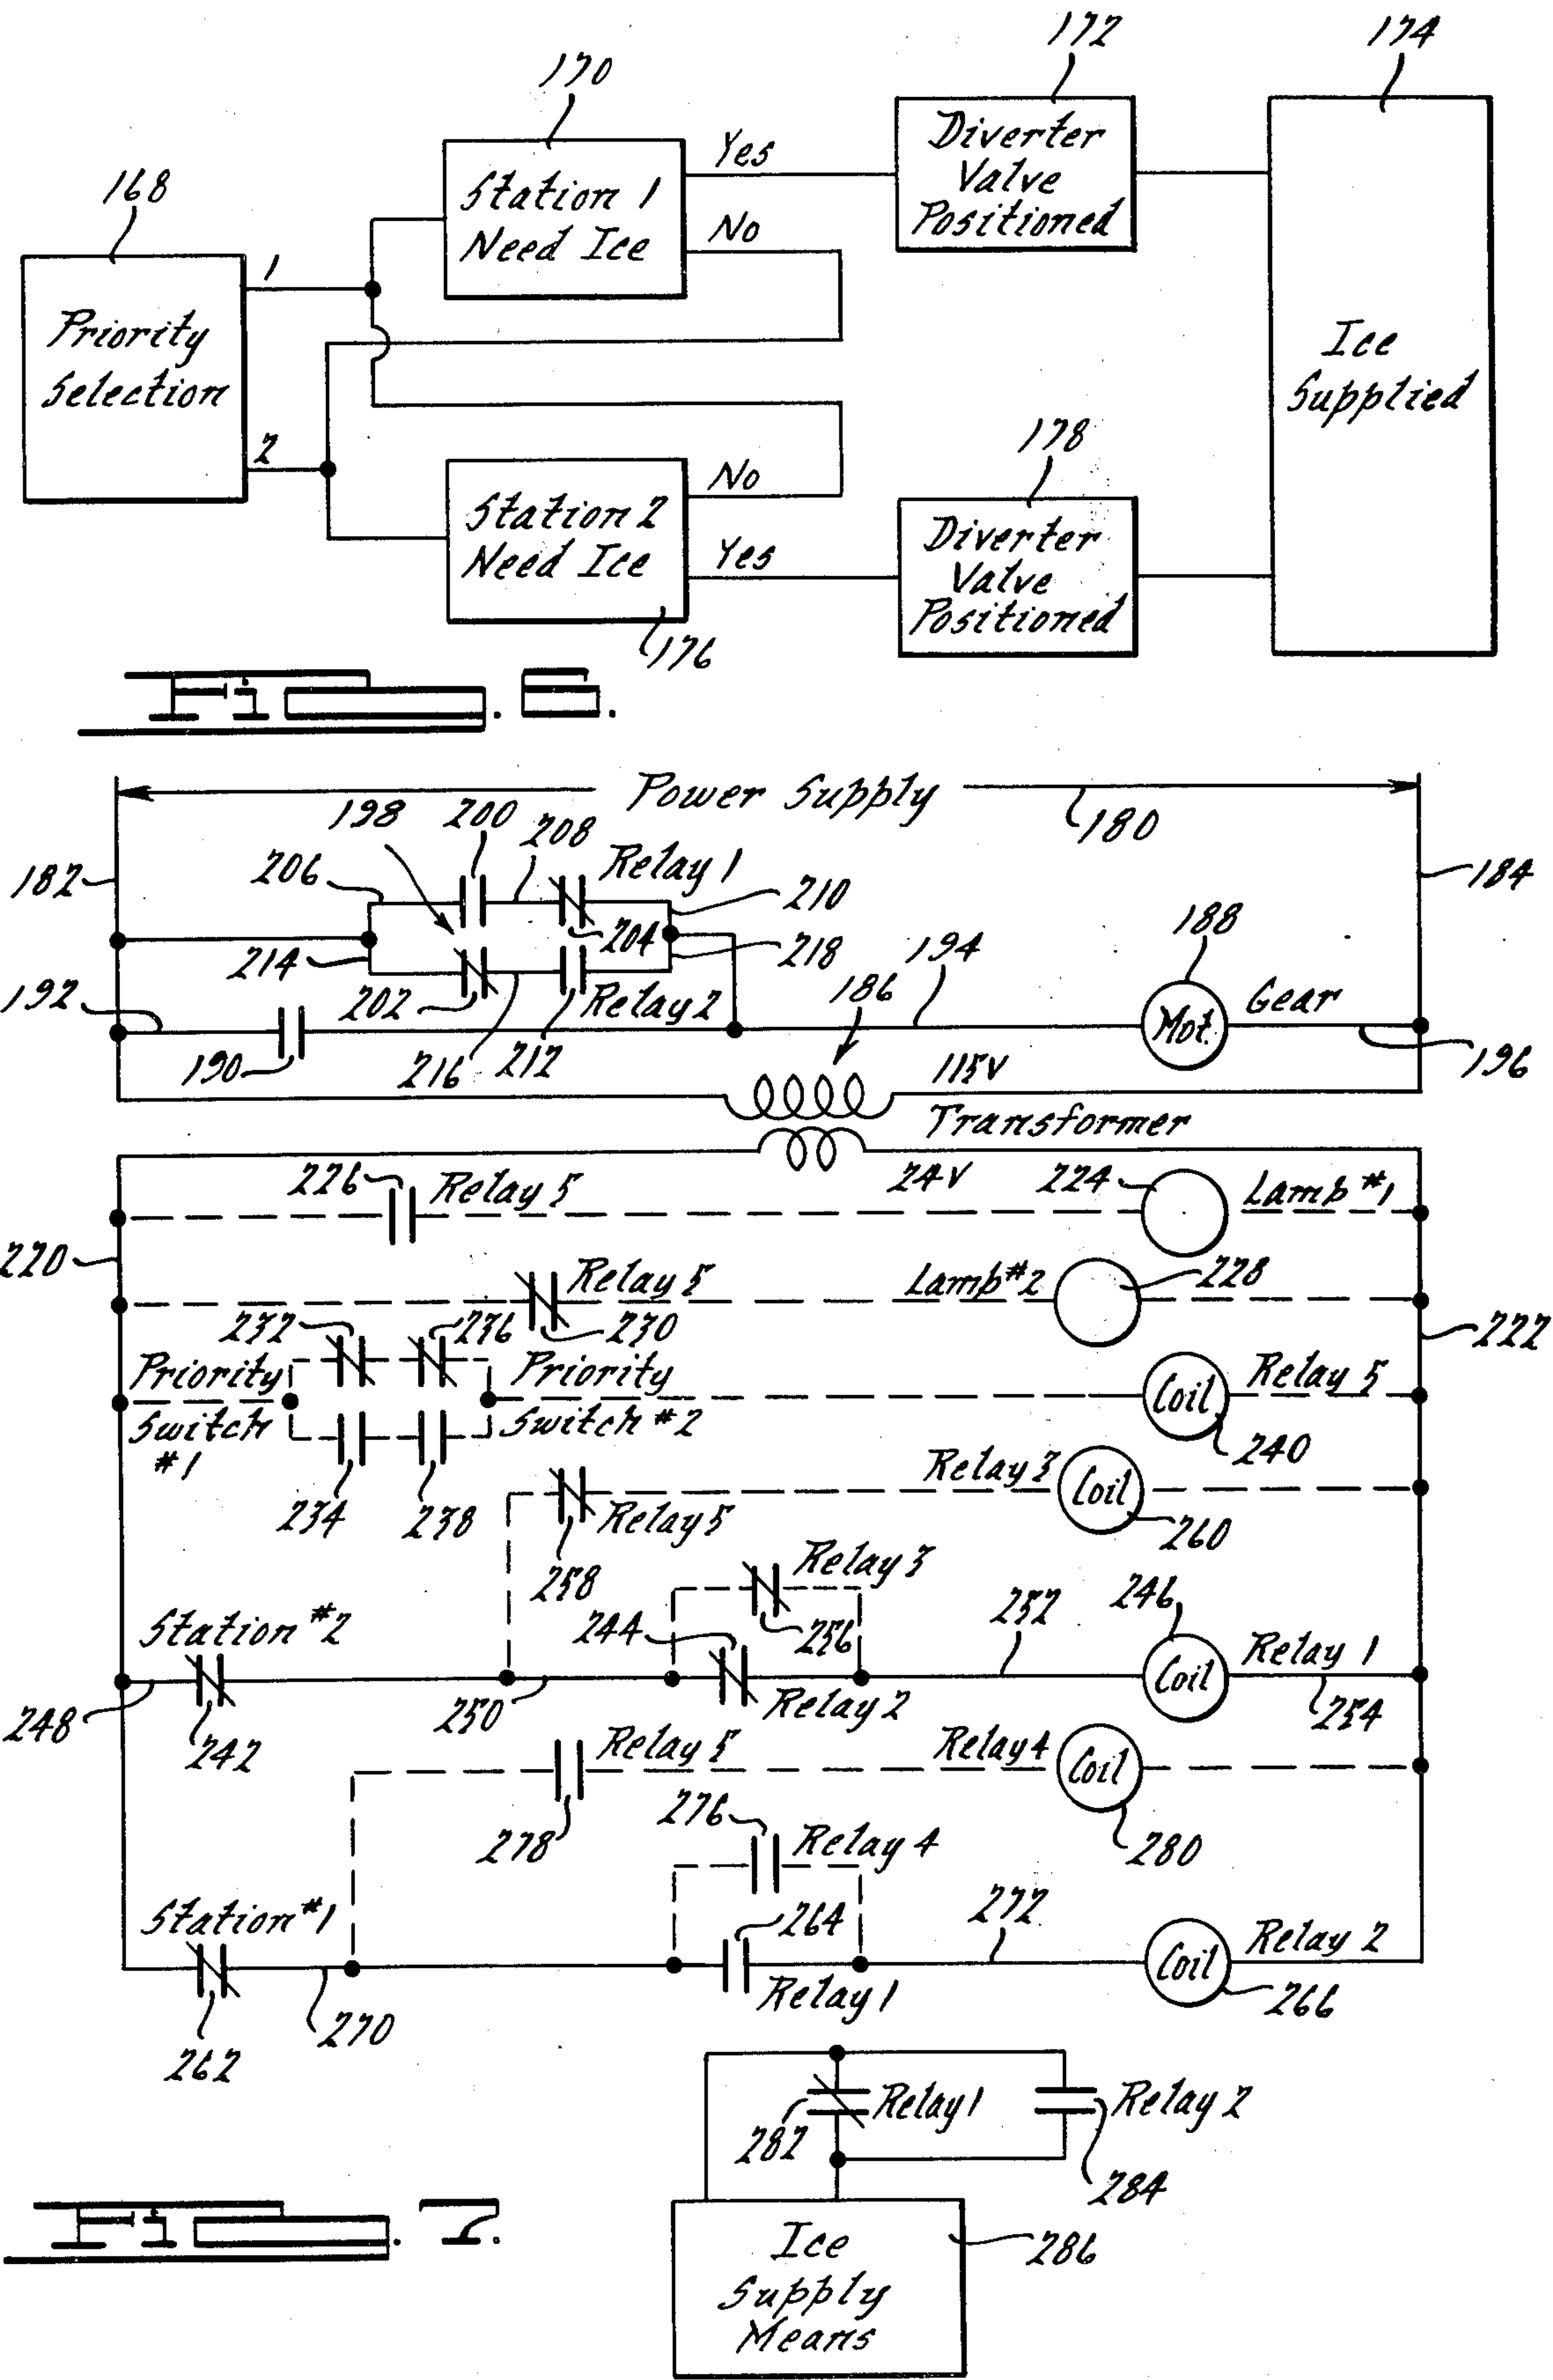 172
174
170
168
Diverter
Valve
Positioned
Yes
Station 1
Need Ice
No
1
Priority
Selection
Ice
Supplied
2
178
No
Station 2
Need Ice
Diverter
Valve
Positioned
Yes
176
Fig. 6.
Power Supply
180
198
200
208
Relay 1
182
206
210
184
188
204
214
218
194
202
Relay 2
186
192
Mot.
Gear
190
216
212
115V
196
Transformer
24V
226
Relay 5
224
Lamp #1
220
Relay 5
Lamp #2
228
232
236
230
222
Priority
Switch
#1
Priority
Switch #2
Coil
Relay 5
240
234
238
Relay 3
Coil
260
Relay 5
258
Relay 3
256
246
Station #2
244
252
Coil
Relay 1
248
242
250
Relay 2
254
Relay 5
Relay 4
Coil
278
276
Relay 4
280
Station #1
264
272
Coil
Relay 2
266
Relay 1
262
270
282
Relay 1
Relay 2
284
Fig. 7.
Ice
Supply
Means
286